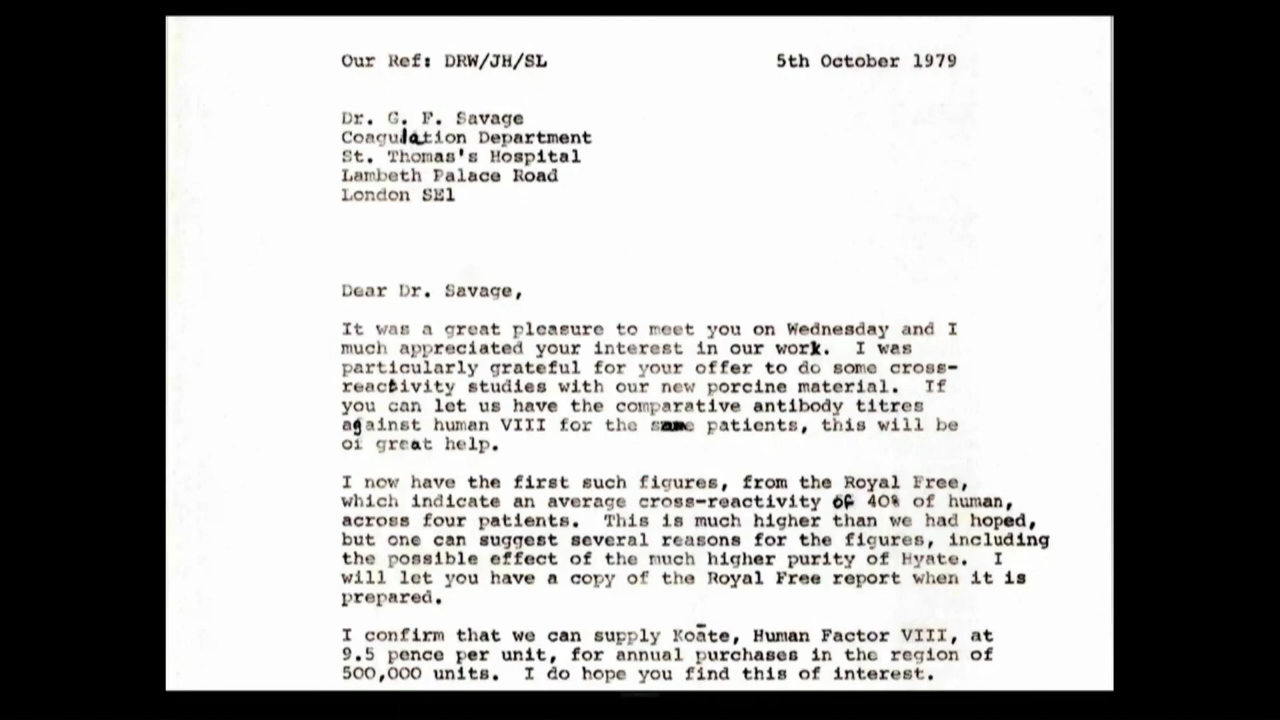 Our Ref: DRW/JH/SL 5th October 1979
Dr. G. F. Savage
Coagulation Department
St. Thomas's Hospital
Lambeth Palace Road
London SE1
Dear Dr. Savage,
It was a great pleasure to meet you on Wednesday and I
much appreciated your interest in our work. I was
particularly grateful for your offer to do some cross-
reactivity studies with our new porcine material. If
you can let us have the comparative antibody titres
against human VIII for the same patients, this will be
of great help.
I now have the first such figures, from the Royal Free,
which indicate an average cross-reactivity of 40% of human,
across four patients. This is much higher than we had hoped,
but one can suggest several reasons for the figures, including
the possible effect of the much higher purity of Hyate. I
will let you have a copy of the Royal Free report when it is
prepared.
I confirm that we can supply Koāte, Human Factor VIII, at
9.5 pence per unit, for annual purchases in the region of
500,000 units. I do hope you find this of interest.